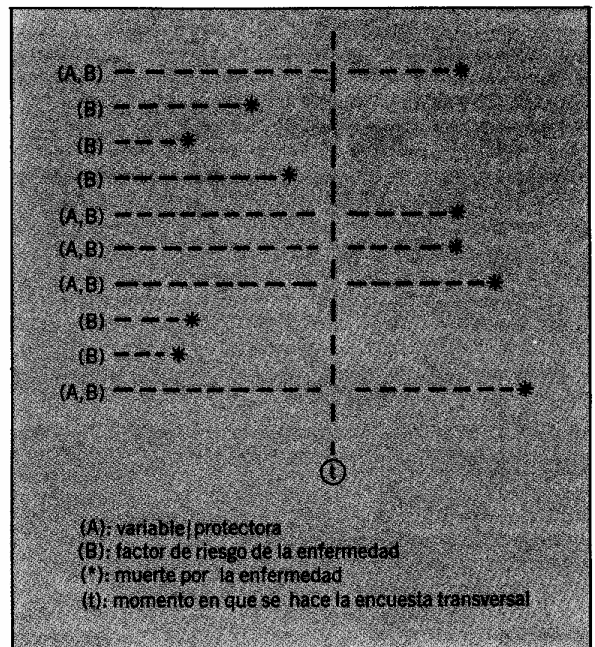 (A,B)
(B)
(B)
(B)
(A,B)
(A,B)
(A,B)
(B)
(B)
(A,B)
t
(A): variable protectora
(B): factor de riesgo de la enfermedad
(*): muerte por la enfermedad
(t): momento en que se hace la encuesta transversal